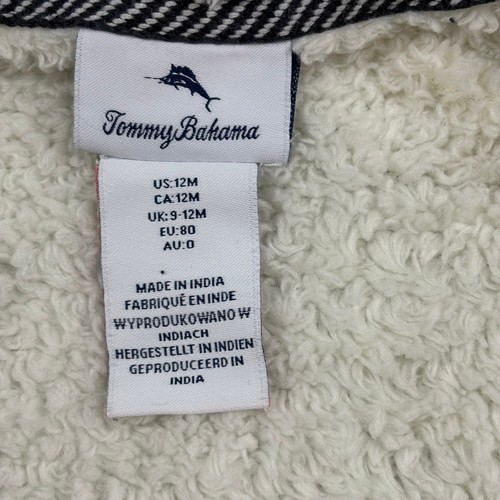 Tommy Bahama
US:12M
CA:12M
UK:9-12M
EU:80
AU:0
MADE IN INDIA
FABRIQUÉ EN INDE
WYPRODUKOWANO W
INDIACH
HERGESTELLT IN INDIEN
GEPRODUCEERD IN
INDIA